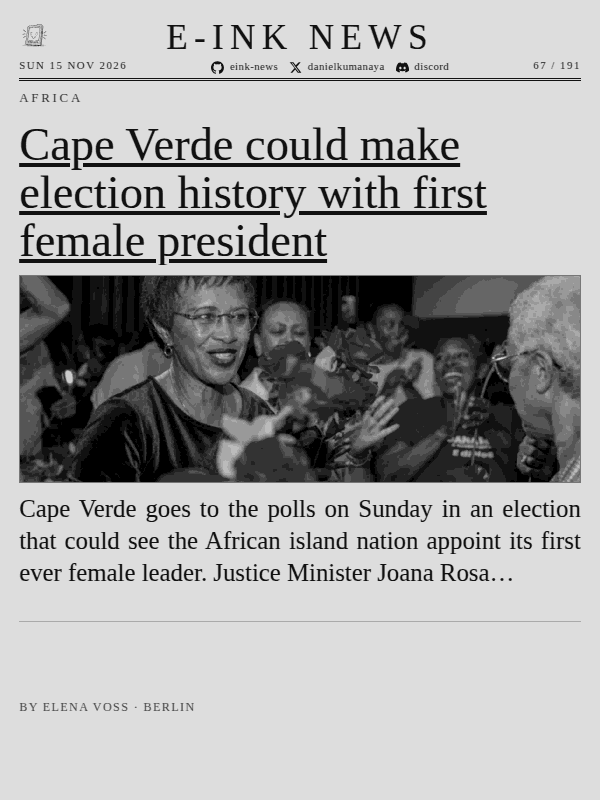 E-INK NEWS
SUN 15 NOV 2026
eink-news danielkumanaya discord
67 / 191
AFRICA
Cape Verde could make
election history with first
female president
Cape Verde goes to the polls on Sunday in an election
that could see the African island nation appoint its first
ever female leader. Justice Minister Joana Rosa…
BY ELENA VOSS · BERLIN